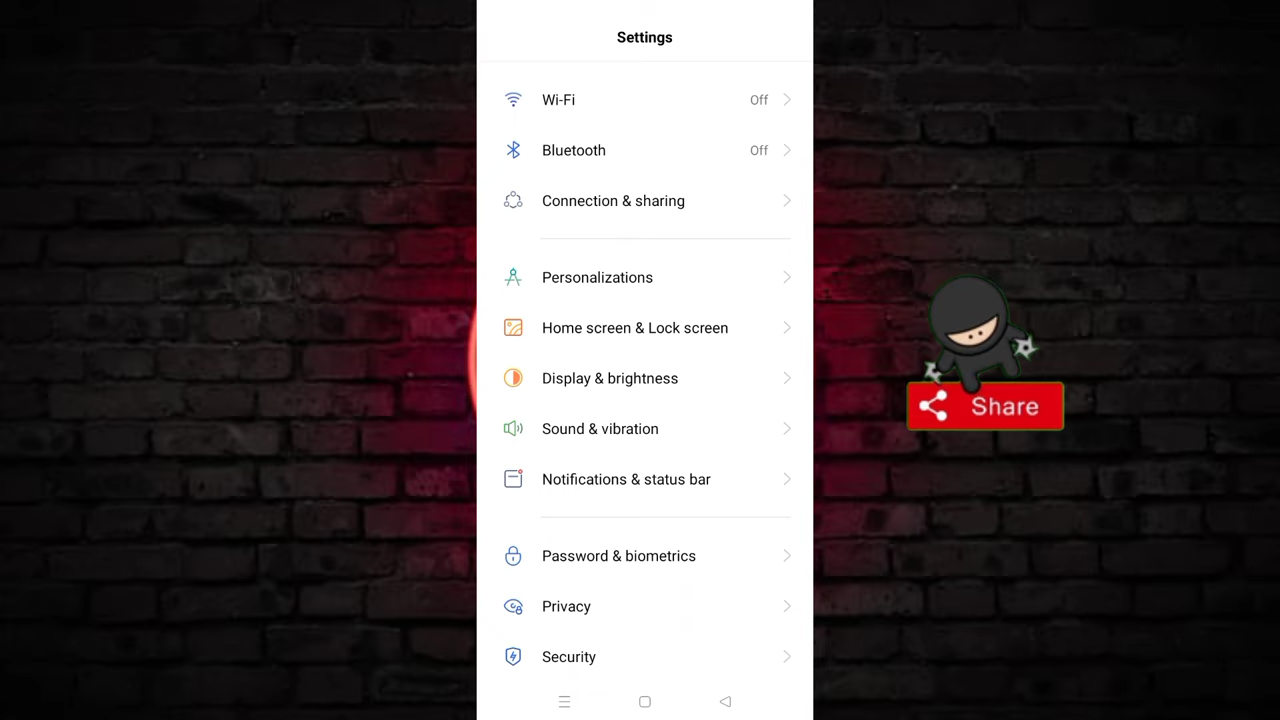 Settings
Wi-Fi Off
Bluetooth Off
Connection & sharing
Personalizations
Home screen & Lock screen
Display & brightness
Sound & vibration
Notifications & status bar
Password & biometrics
Privacy
Security
Share